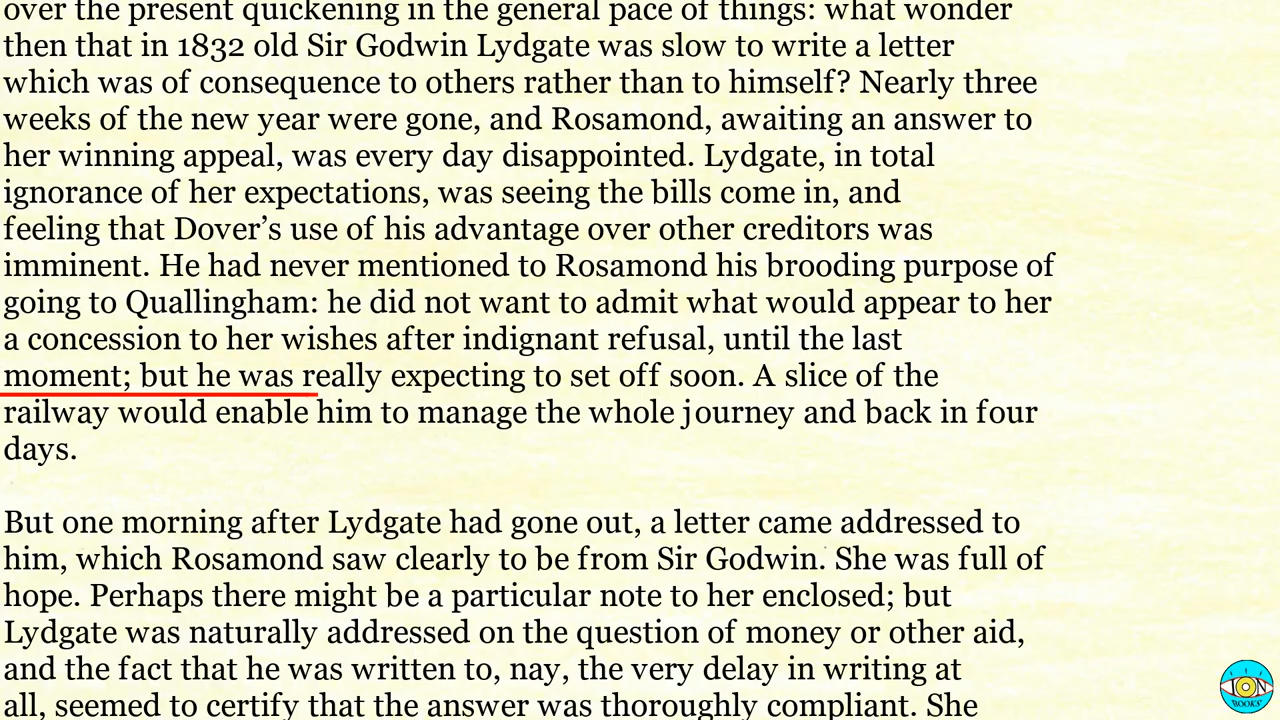 over the present quickening in the general pace of things: what wonder
then that in 1832 old Sir Godwin Lydgate was slow to write a letter
which was of consequence to others rather than to himself? Nearly three
weeks of the new year were gone, and Rosamond, awaiting an answer to
her winning appeal, was every day disappointed. Lydgate, in total
ignorance of her expectations, was seeing the bills come in, and
feeling that Dover’s use of his advantage over other creditors was
imminent. He had never mentioned to Rosamond his brooding purpose of
going to Quallingham: he did not want to admit what would appear to her
a concession to her wishes after indignant refusal, until the last
moment; but he was really expecting to set off soon. A slice of the
railway would enable him to manage the whole journey and back in four
days.
But one morning after Lydgate had gone out, a letter came addressed to
him, which Rosamond saw clearly to be from Sir Godwin. She was full of
hope. Perhaps there might be a particular note to her enclosed; but
Lydgate was naturally addressed on the question of money or other aid,
and the fact that he was written to, nay, the very delay in writing at
all, seemed to certify that the answer was thoroughly compliant. She
ION
BOOKS